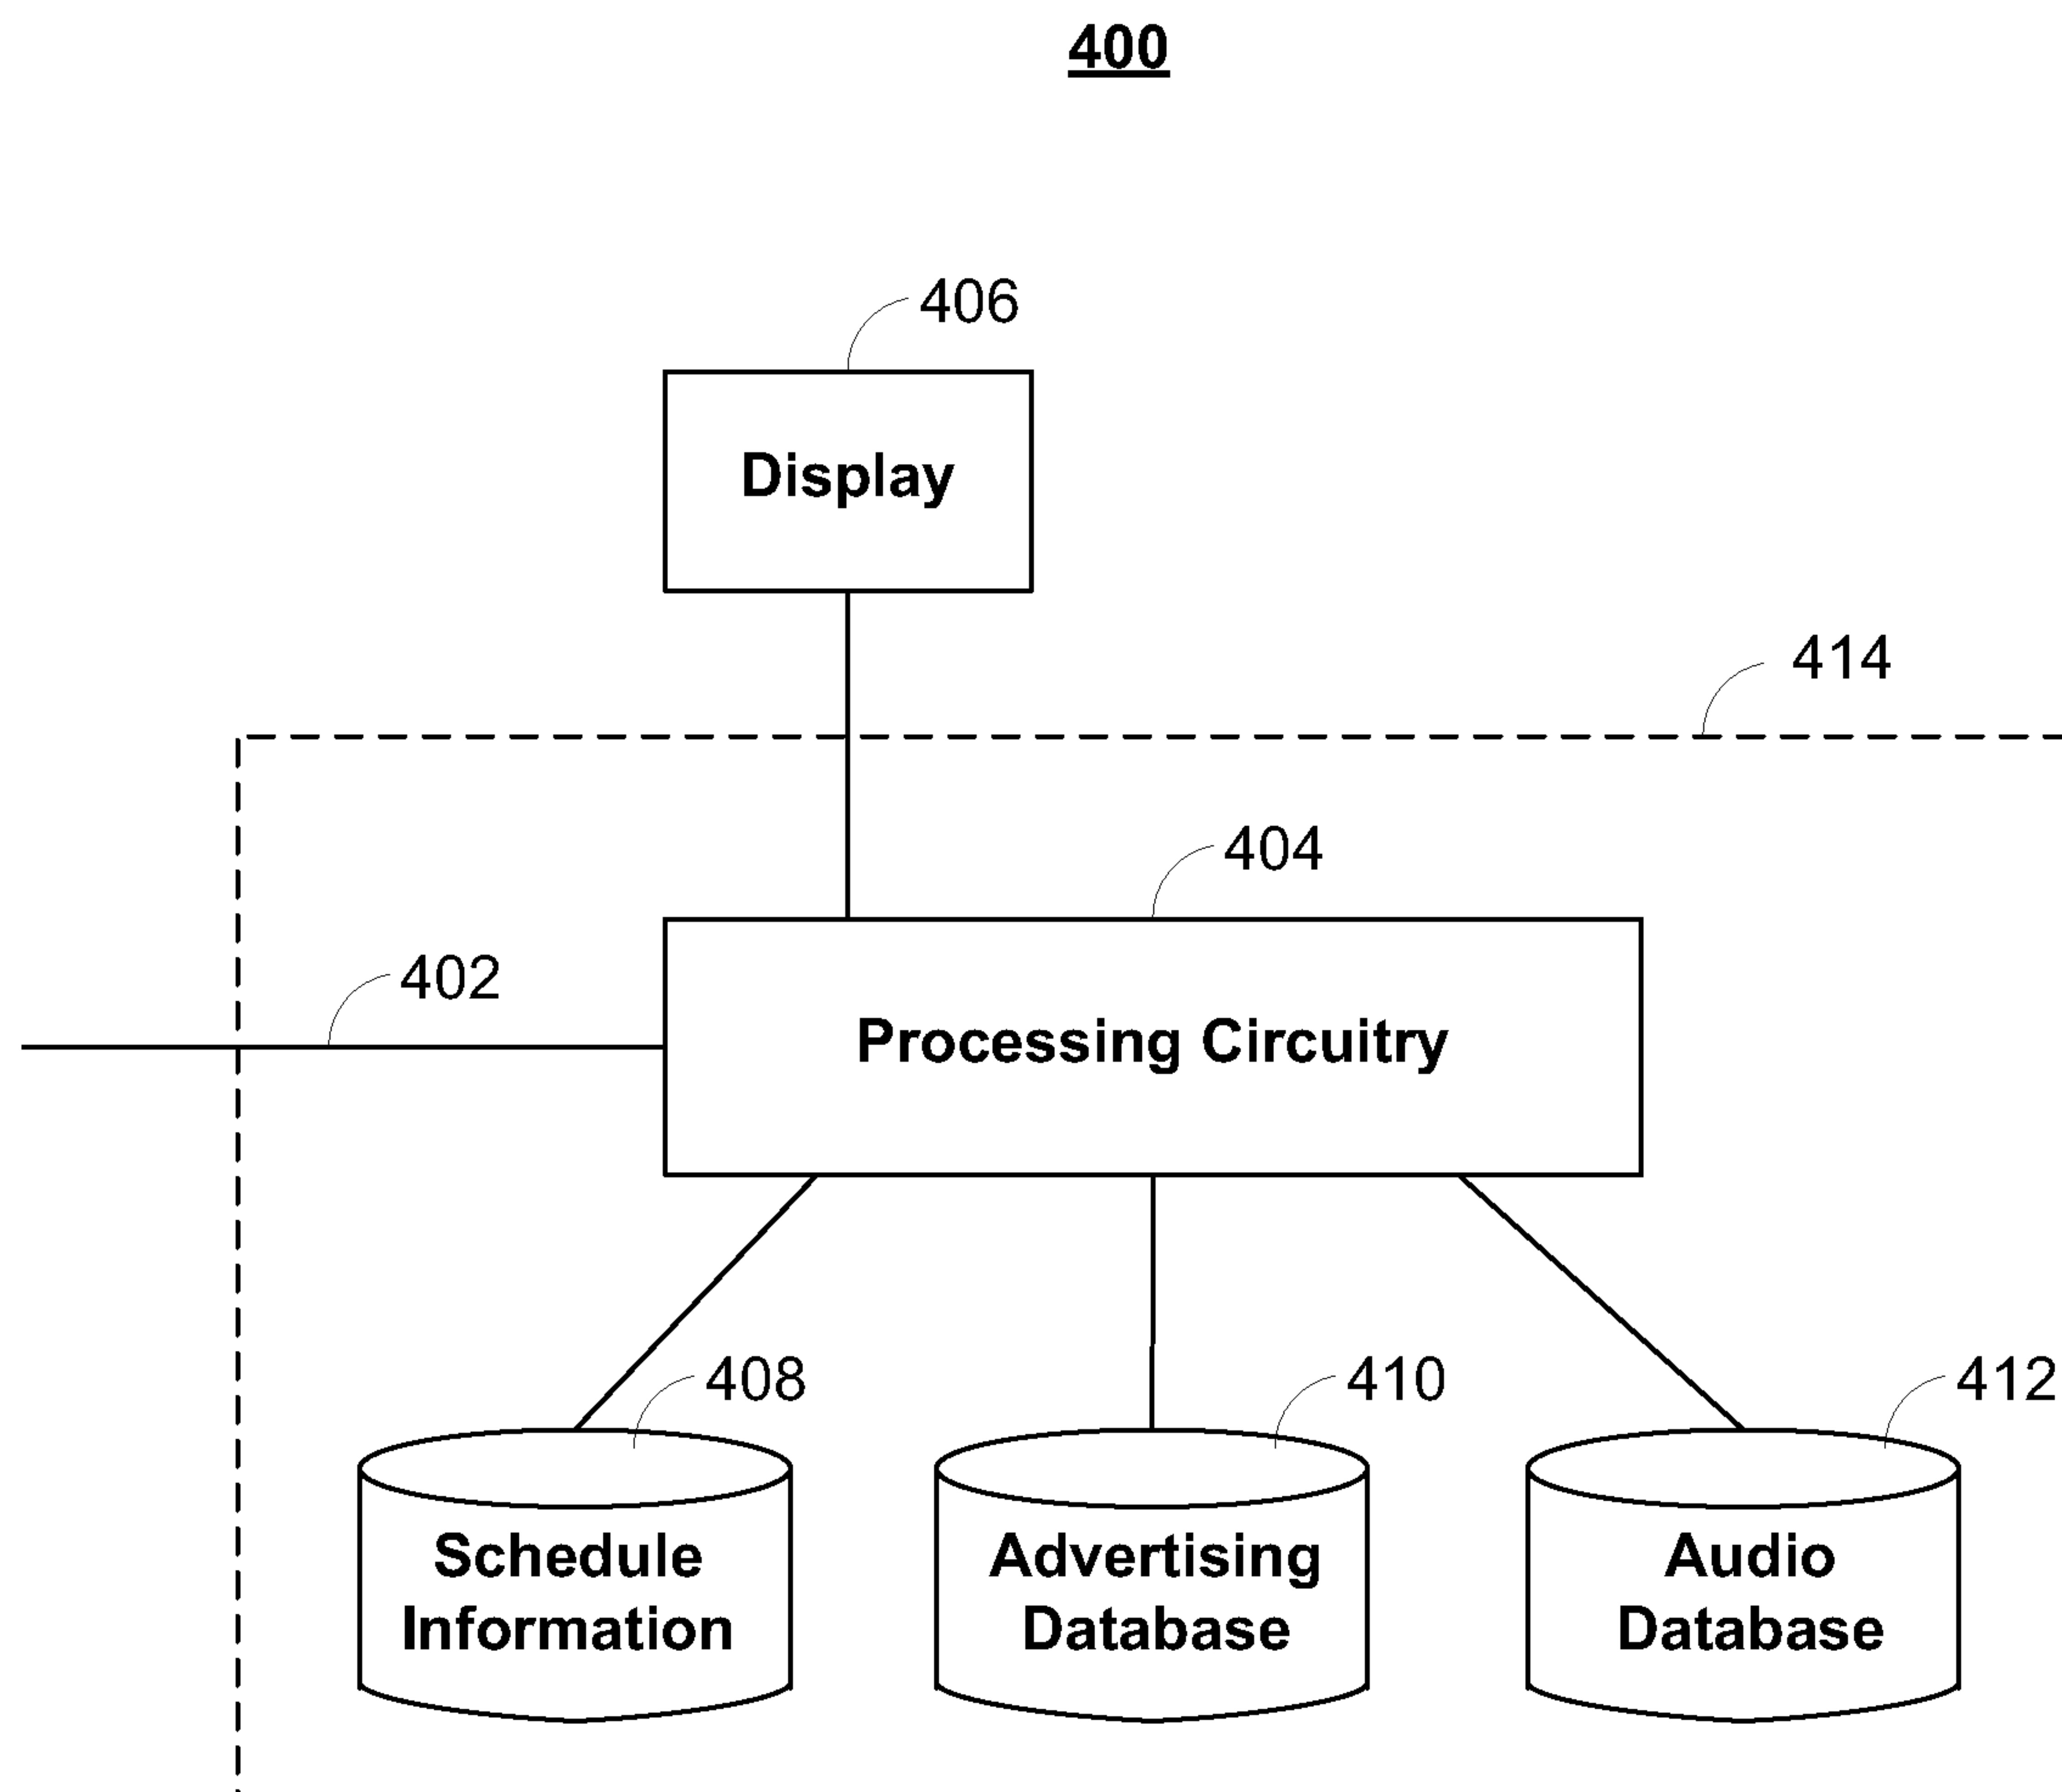 400
406
Display
414
404
402
Processing Circuitry
408
410
412
Schedule
Information
Advertising
Database
Audio
Database